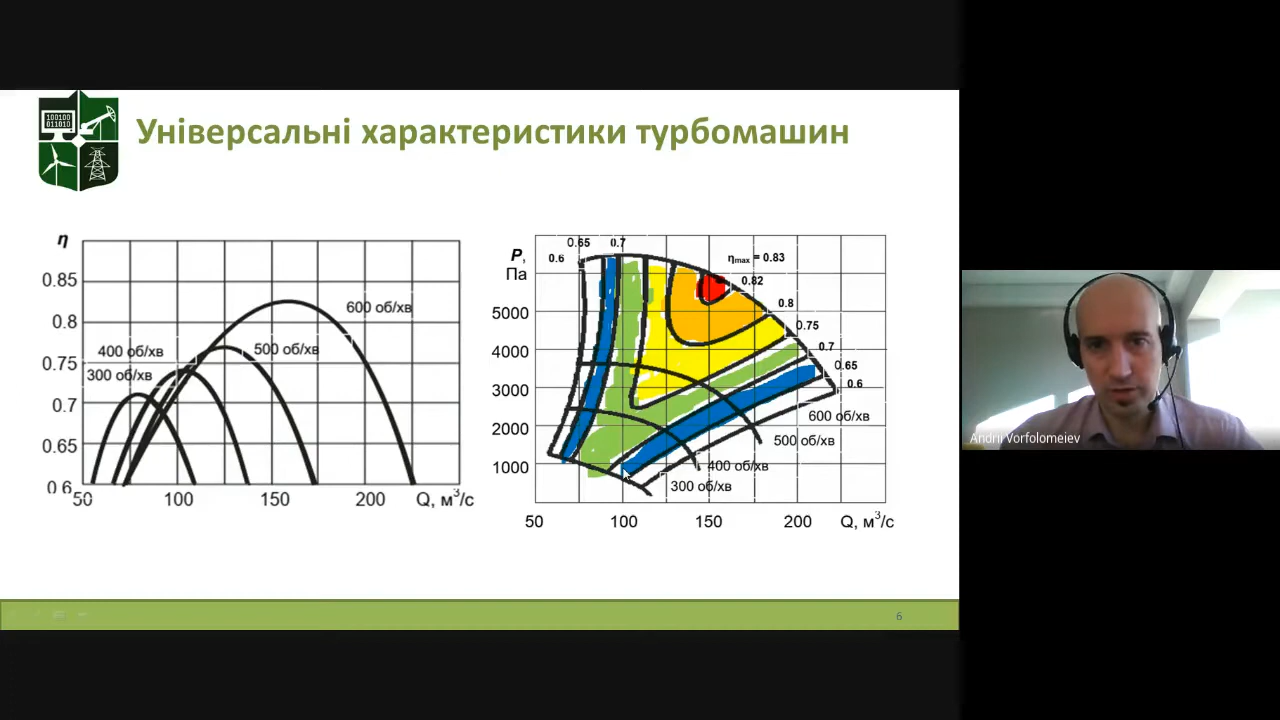 100100
011010
Універсальні характеристики турбомашин
η
0.85
0.8
0.75
0.7
0.65
0.6
600 об/хв
500 об/хв
400 об/хв
300 об/хв
50
100
150
200
Q, м³/с
P,
Па
5000
4000
3000
2000
1000
0.6
0.65
0.7
ηmax = 0.83
0.82
0.8
0.75
0.7
0.65
0.6
600 об/хв
500 об/хв
400 об/хв
300 об/хв
50
100
150
200
Q, м³/с
6
Andrii Vorfolomeiev